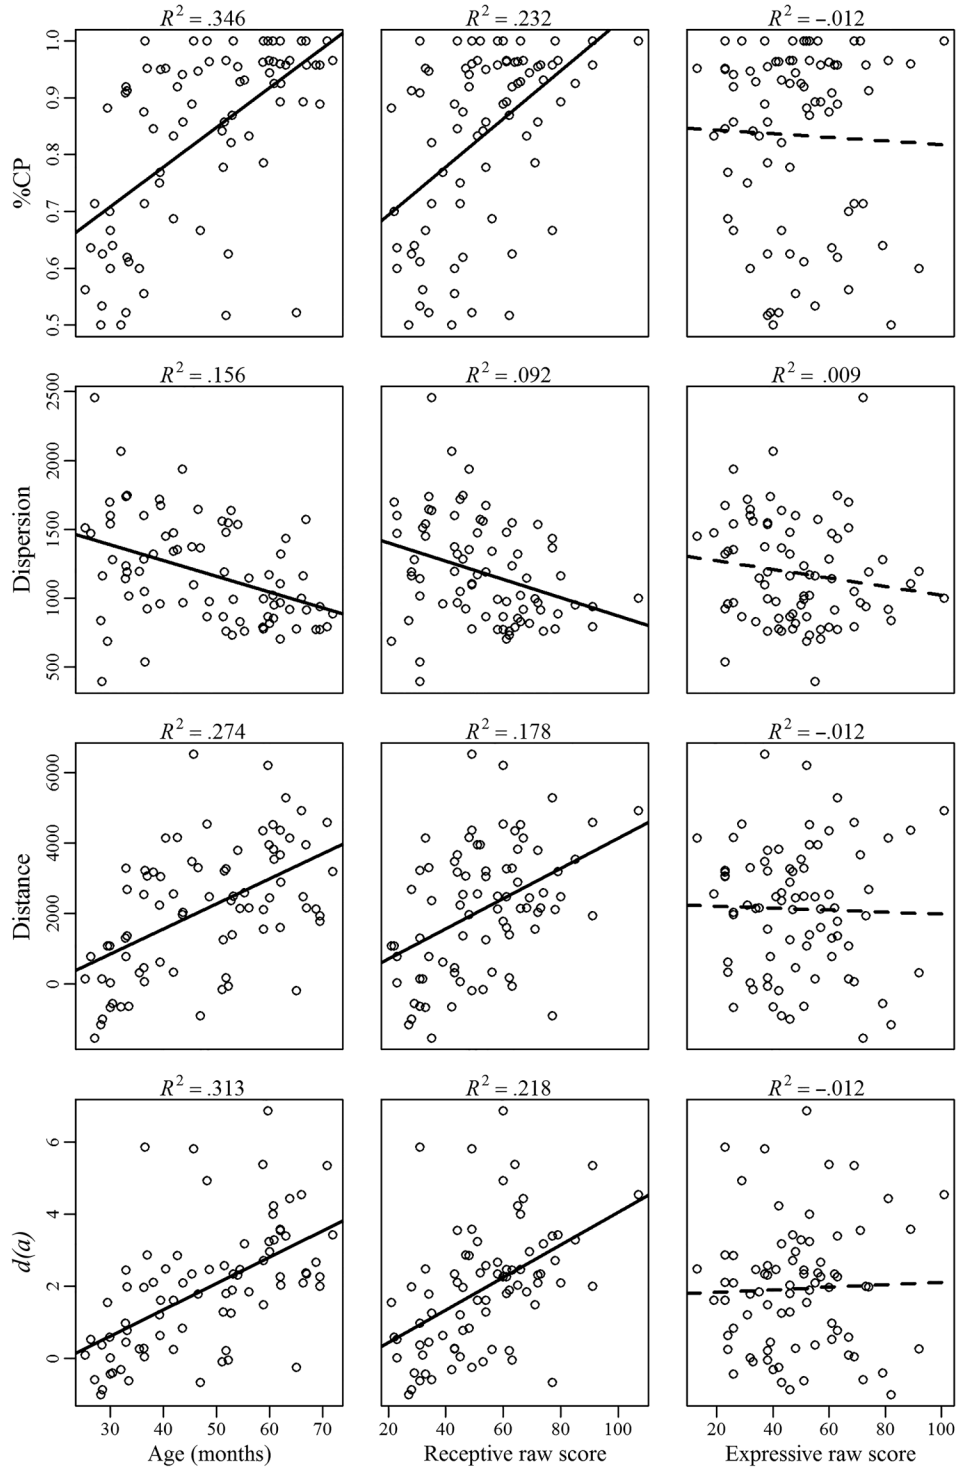 R² = .346 R² = .232 R² = −.012
%CP
1.0
0.9
0.8
0.7
0.6
0.5
R² = .156 R² = .092 R² = .009
Dispersion
2500
2000
1500
1000
500
R² = .274 R² = .178 R² = −.012
Distance
6000
4000
2000
0
R² = .313 R² = .218 R² = −.012
d(a)
6
4
2
0
30 40 50 60 70 20 40 60 80 100 20 40 60 80 100
Age (months) Receptive raw score Expressive raw score